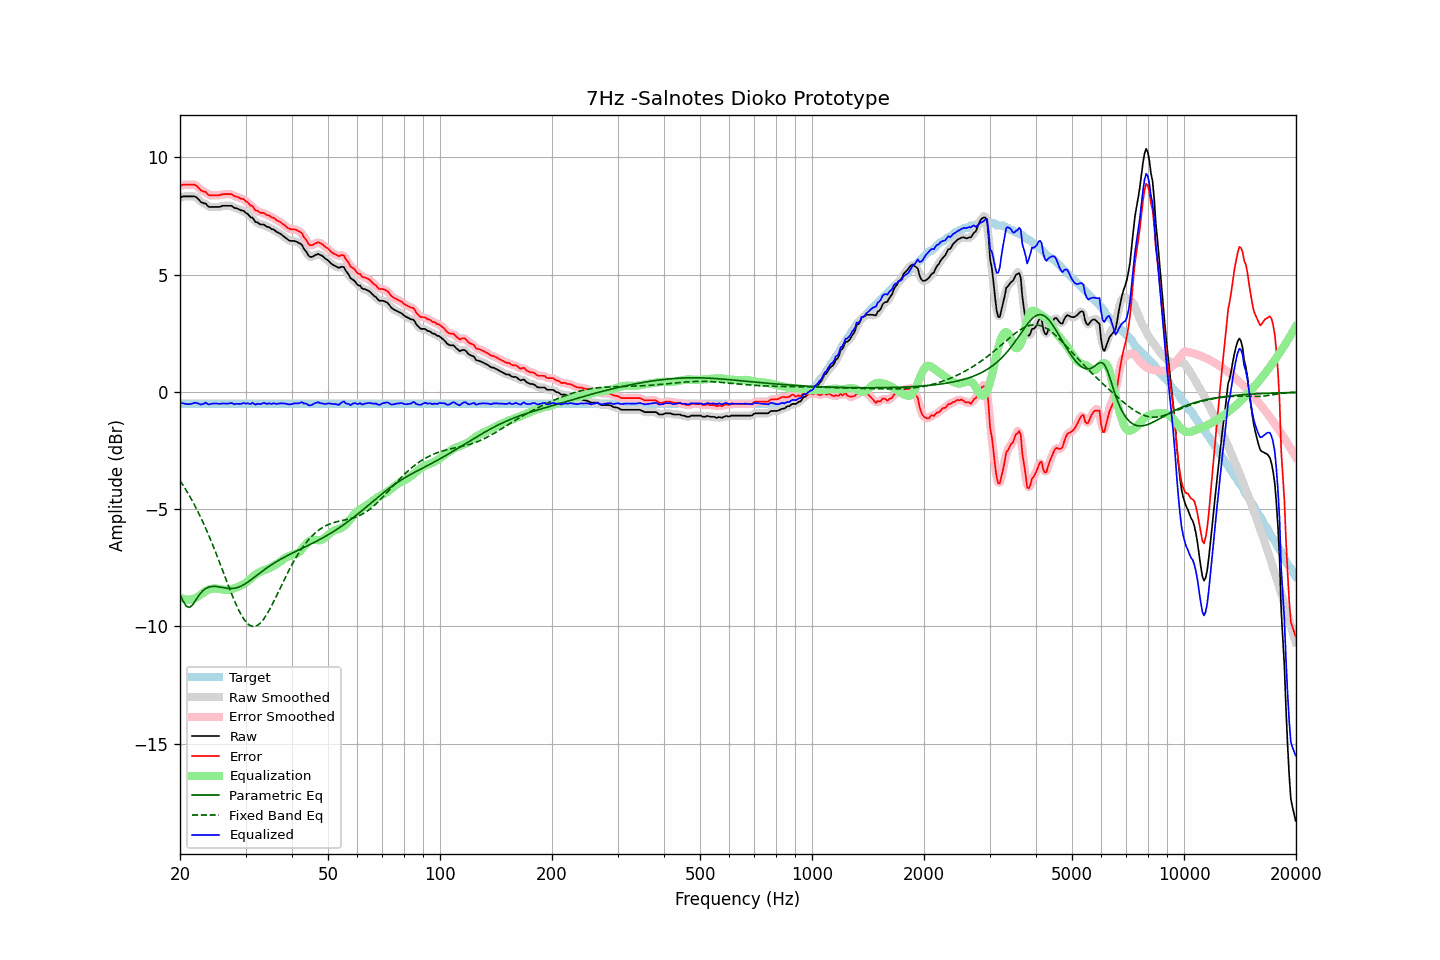 7Hz -Salnotes Dioko Prototype
Amplitude (dBr)
10
5
0
−5
−10
−15
Target
Raw Smoothed
Error Smoothed
Raw
Error
Equalization
Parametric Eq
Fixed Band Eq
Equalized
20 50 100 200 500 1000 2000 5000 10000 20000
Frequency (Hz)